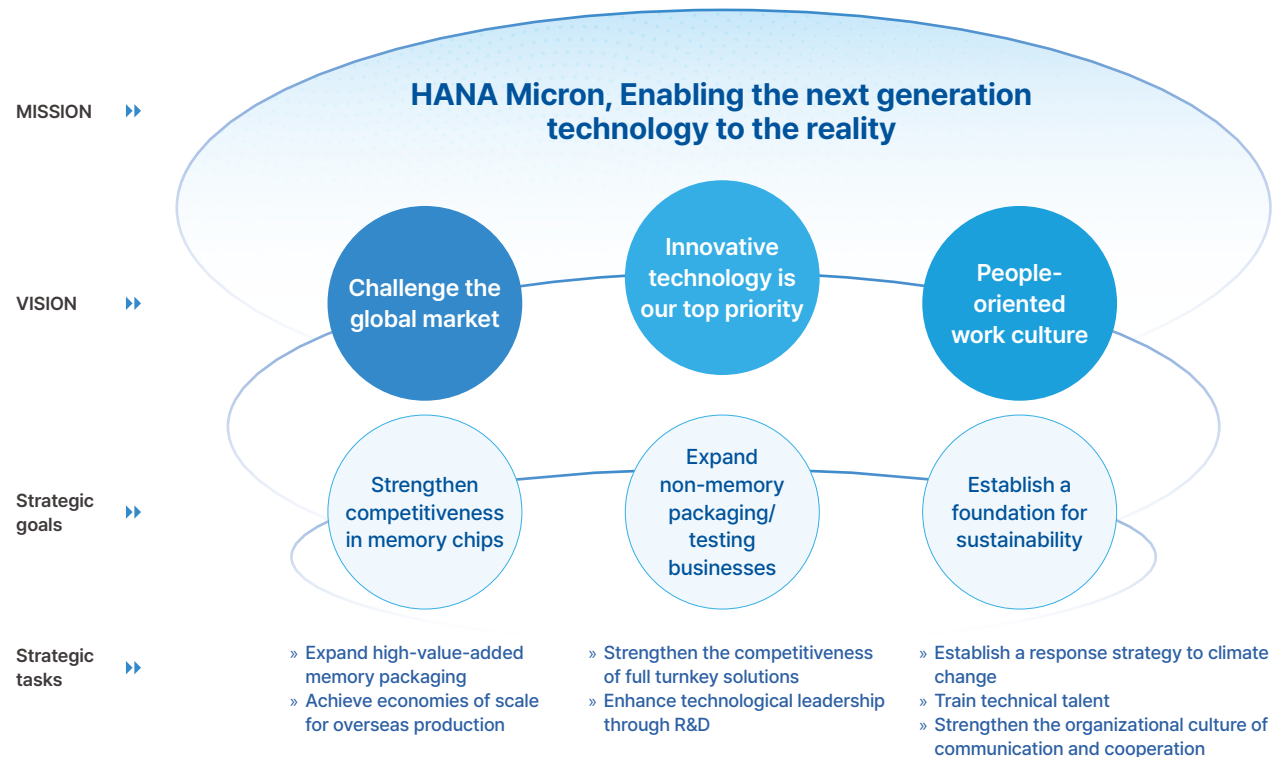 MISSION
HANA Micron, Enabling the next generation
technology to the reality
VISION
Challenge the
global market
Innovative
technology is
our top priority
People-
oriented
work culture
Strategic
goals
Strengthen
competitiveness
in memory chips
Expand
non-memory
packaging/
testing
businesses
Establish a
foundation for
sustainability
Strategic
tasks
» Expand high-value-added
memory packaging
» Achieve economies of scale
for overseas production
» Strengthen the competitiveness
of full turnkey solutions
» Enhance technological leadership
through R&D
» Establish a response strategy to climate
change
» Train technical talent
» Strengthen the organizational culture of
communication and cooperation